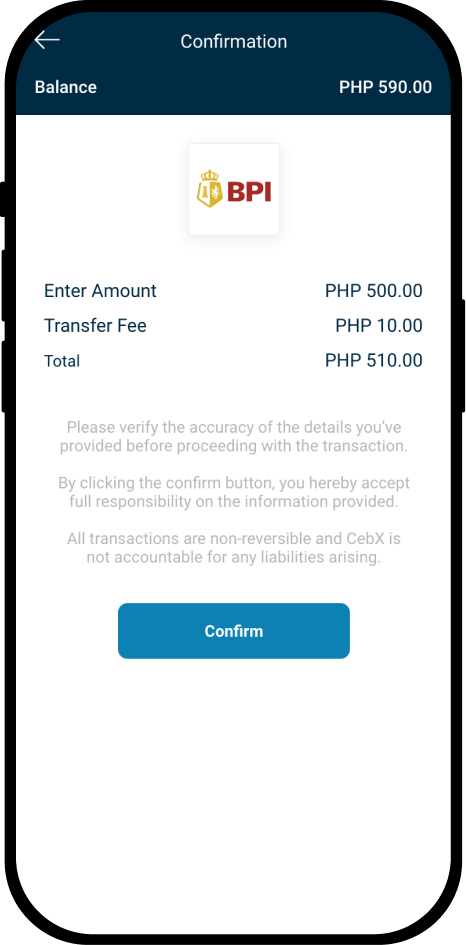 Confirmation
Balance PHP 590.00
BPI
Enter Amount PHP 500.00
Transfer Fee PHP 10.00
Total PHP 510.00
Please verify the accuracy of the details you've
provided before proceeding with the transaction.
By clicking the confirm button, you hereby accept
full responsibility on the information provided.
All transactions are non-reversible and CebX is
not accountable for any liabilities arising.
Confirm